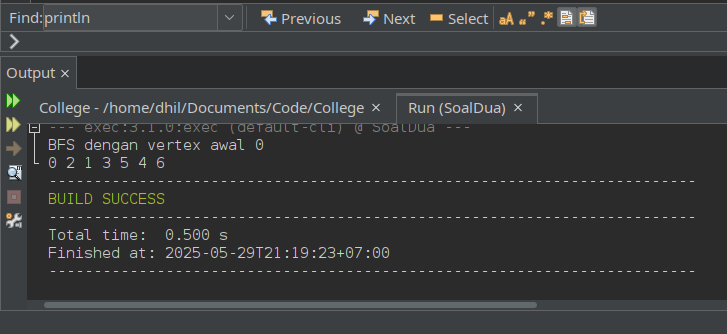 Find: println Previous Next Select aA “” .*
Output ×
College - /home/dhil/Documents/Code/College × Run (SoalDua) ×
--- exec:3.1.0:exec (default-cli) @ SoalDua ---
BFS dengan vertex awal 0
0 2 1 3 5 4 6
------------------------------------------------------------------------
BUILD SUCCESS
------------------------------------------------------------------------
Total time:  0.500 s
Finished at: 2025-05-29T21:19:23+07:00
------------------------------------------------------------------------